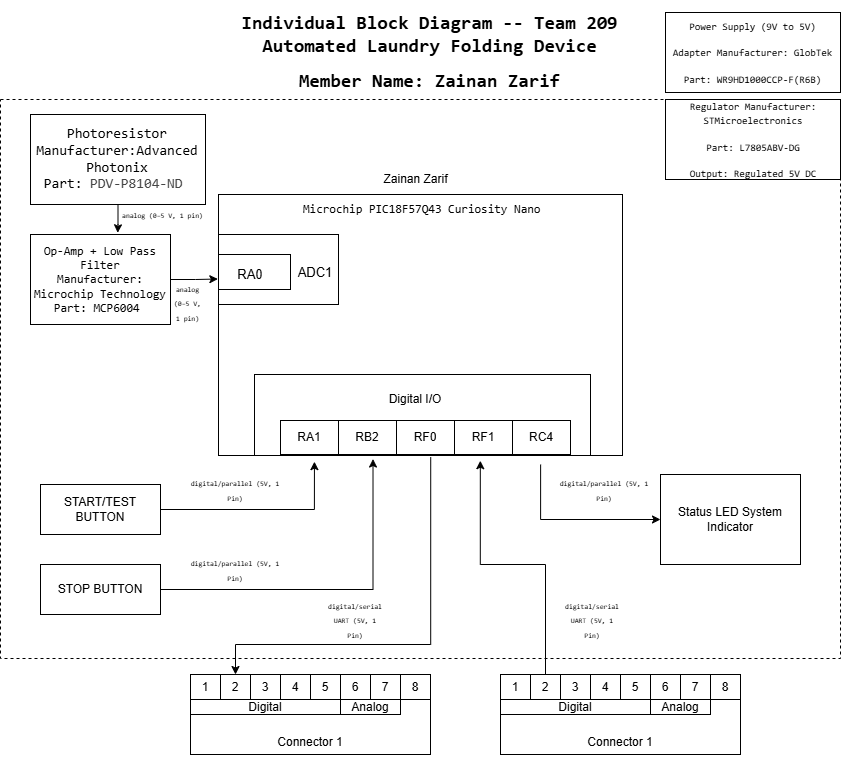 Individual Block Diagram -- Team 209
Automated Laundry Folding Device
Member Name: Zainan Zarif
Power Supply (9V to 5V)
Adapter Manufacturer: GlobTek
Part: WR9HD1000CCP-F(R6B)
Regulator Manufacturer:
STMicroelectronics
Part: L7805ABV-DG
Output: Regulated 5V DC
Photoresistor
Manufacturer:Advanced
Photonix
Part: PDV-P8104-ND
analog (0-5 V, 1 pin)
Op-Amp + Low Pass
Filter
Manufacturer:
Microchip Technology
Part: MCP6004
analog
(0-5 V,
1 pin)
Zainan Zarif
Microchip PIC18F57Q43 Curiosity Nano
RA0
ADC1
Digital I/O
RA1
RB2
RF0
RF1
RC4
START/TEST
BUTTON
digital/parallel (5V, 1
Pin)
STOP BUTTON
digital/parallel (5V, 1
Pin)
digital/serial
UART (5V, 1
Pin)
digital/serial
UART (5V, 1
Pin)
digital/parallel (5V, 1
Pin)
Status LED System
Indicator
1 2 3 4 5 6 7 8
Digital
Analog
Connector 1
1 2 3 4 5 6 7 8
Digital
Analog
Connector 1